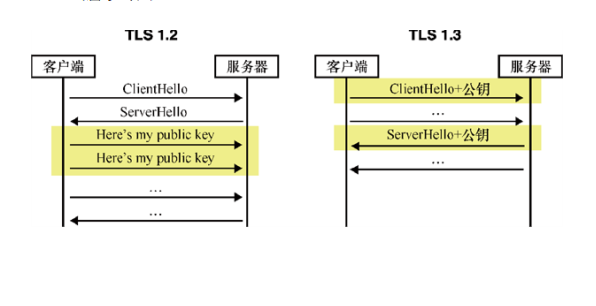 TLS 1.2
客户端
服务器
ClientHello
ServerHello
Here's my public key
Here's my public key
...
...
TLS 1.3
客户端
服务器
ClientHello+公钥
...
ServerHello+公钥
...